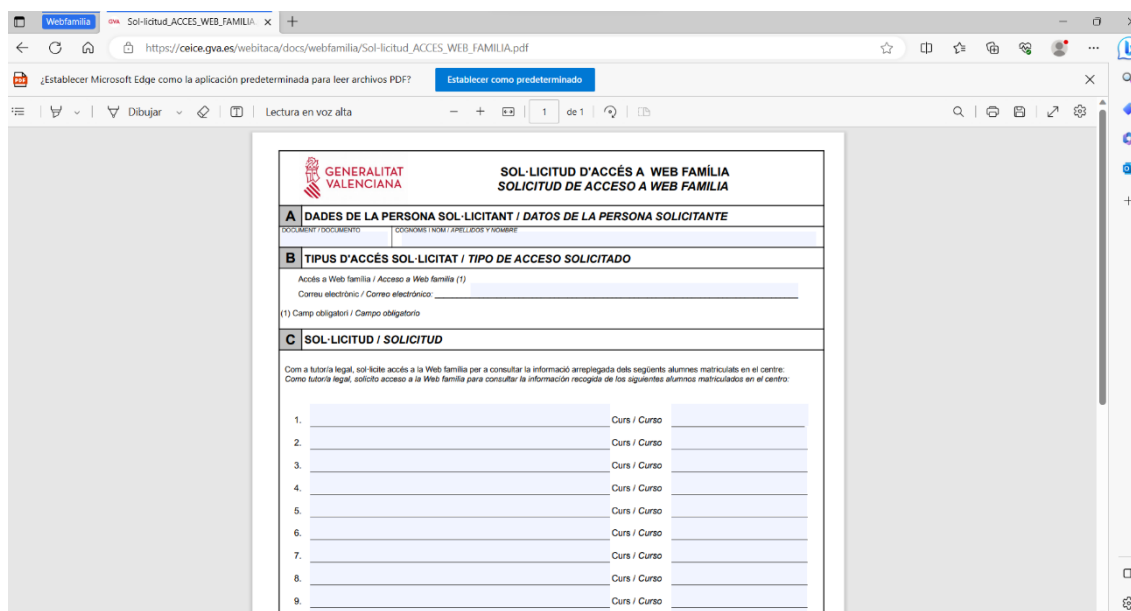 Webfamilia
GVA Sol·licitud_ACCES_WEB_FAMILIA.
https://ceice.gva.es/webitaca/docs/webfamilia/Sol-licitud_ACCES_WEB_FAMILIA.pdf
PDF ¿Establecer Microsoft Edge como la aplicación predeterminada para leer archivos PDF? Establecer como predeterminado
Dibujar Lectura en voz alta 1 de 1
GENERALITAT
VALENCIANA
SOL·LICITUD D'ACCÉS A WEB FAMÍLIA
SOLICITUD DE ACCESO A WEB FAMILIA
A DADES DE LA PERSONA SOL·LICITANT / DATOS DE LA PERSONA SOLICITANTE
DOCUMENT / DOCUMENTO COGNOMS I NOM / APELLIDOS Y NOMBRE
B TIPUS D'ACCÉS SOL·LICITAT / TIPO DE ACCESO SOLICITADO
Accés a Web família / Acceso a Web familia (1)
Correu electrònic / Correo electrónico:
(1) Camp obligatori / Campo obligatorio
C SOL·LICITUD / SOLICITUD
Com a tutor/a legal, sol·licite accés a la Web família per a consultar la informació arreplegada dels següents alumnes matriculats en el centre:
Como tutor/a legal, solicito acceso a la Web familia para consultar la información recogida de los siguientes alumnos matriculados en el centro:
1. Curs / Curso
2. Curs / Curso
3. Curs / Curso
4. Curs / Curso
5. Curs / Curso
6. Curs / Curso
7. Curs / Curso
8. Curs / Curso
9. Curs / Curso